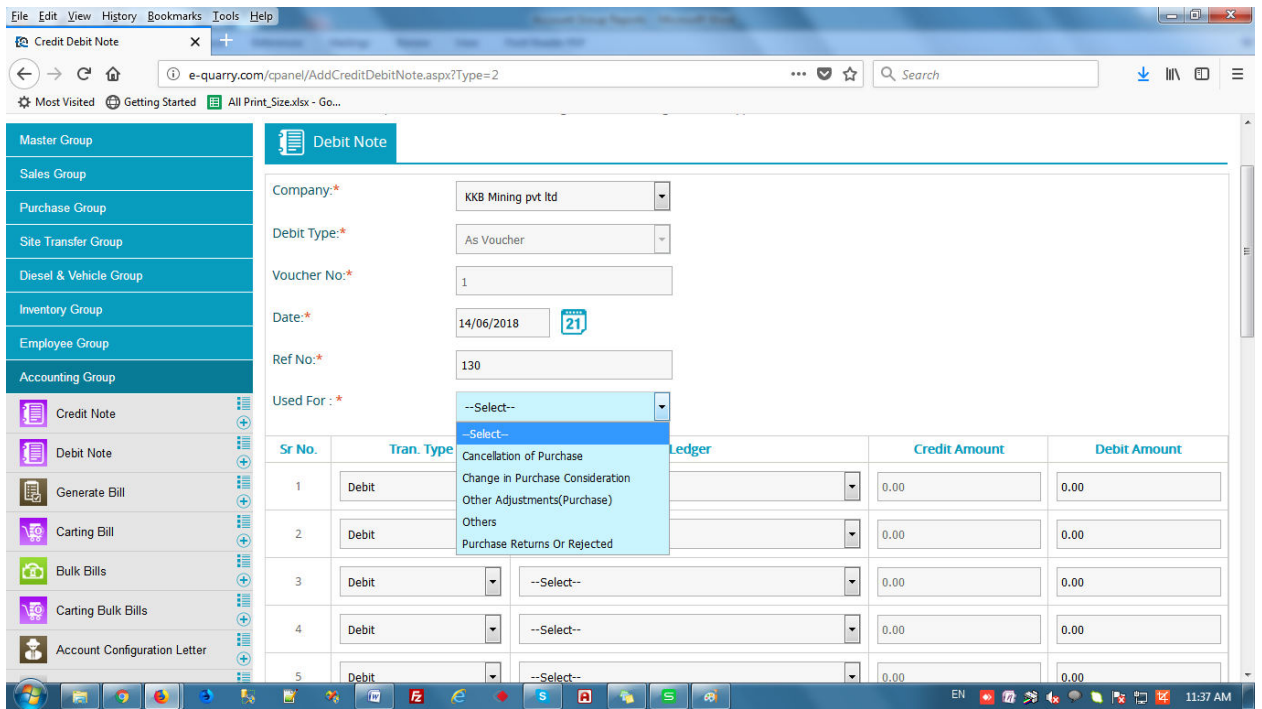 File Edit View History Bookmarks Tools Help
Credit Debit Note
e-quarry.com/cpanel/AddCreditDebitNote.aspx?Type=2
Search
Most Visited Getting Started All Print_Size.xlsx - Go...
Master Group
Sales Group
Purchase Group
Site Transfer Group
Diesel & Vehicle Group
Inventory Group
Employee Group
Accounting Group
Credit Note
Debit Note
Generate Bill
Carting Bill
Bulk Bills
Carting Bulk Bills
Account Configuration Letter
Debit Note
Company:* KKB Mining pvt ltd
Debit Type:* As Voucher
Voucher No:* 1
Date:* 14/06/2018 21
Ref No:* 130
Used For : * --Select--
--Select--
Cancellation of Purchase
Change in Purchase Consideration
Other Adjustments(Purchase)
Others
Purchase Returns Or Rejected
Sr No. Tran. Type Ledger Credit Amount Debit Amount
1 Debit 0.00 0.00
2 Debit 0.00 0.00
3 Debit --Select-- 0.00 0.00
4 Debit --Select-- 0.00 0.00
5 Debit --Select-- 0.00 0.00
EN 11:37 AM